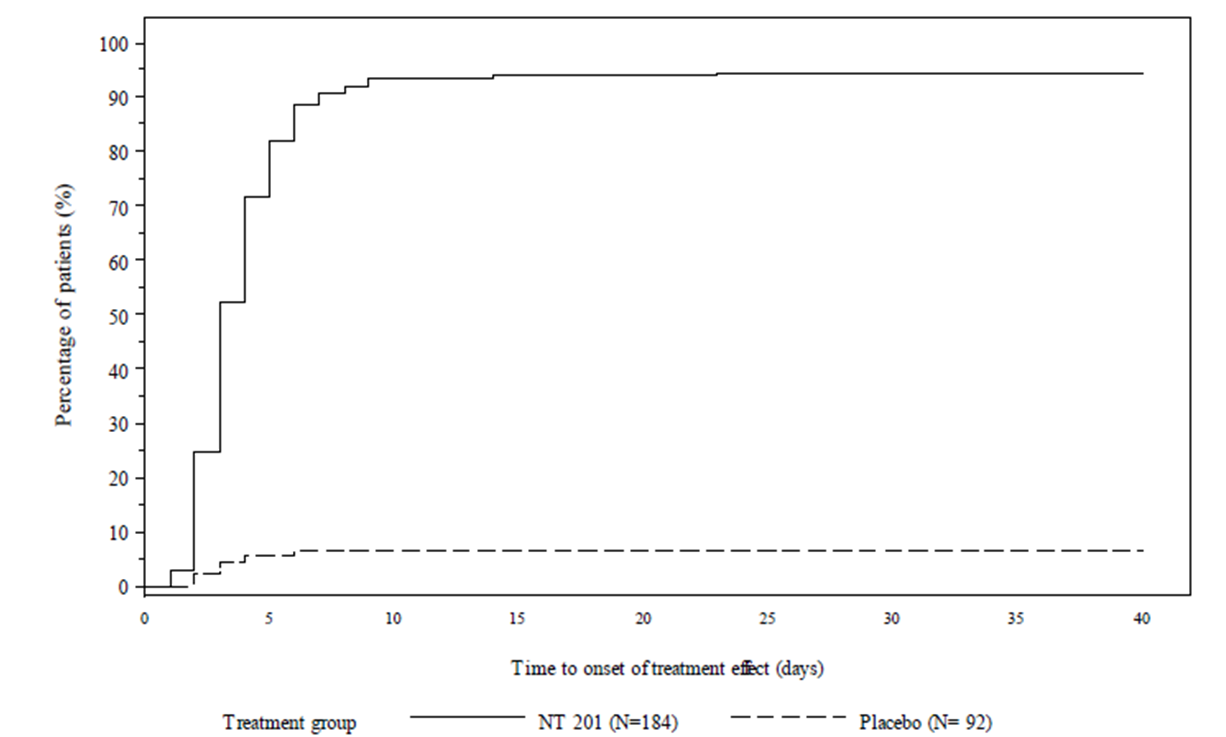 Percentage of patients (%)
100
90
80
70
60
50
40
30
20
10
0
0 5 10 15 20 25 30 35 40
Time to onset of treatment effect (days)
Treatment group NT 201 (N=184) Placebo (N= 92)